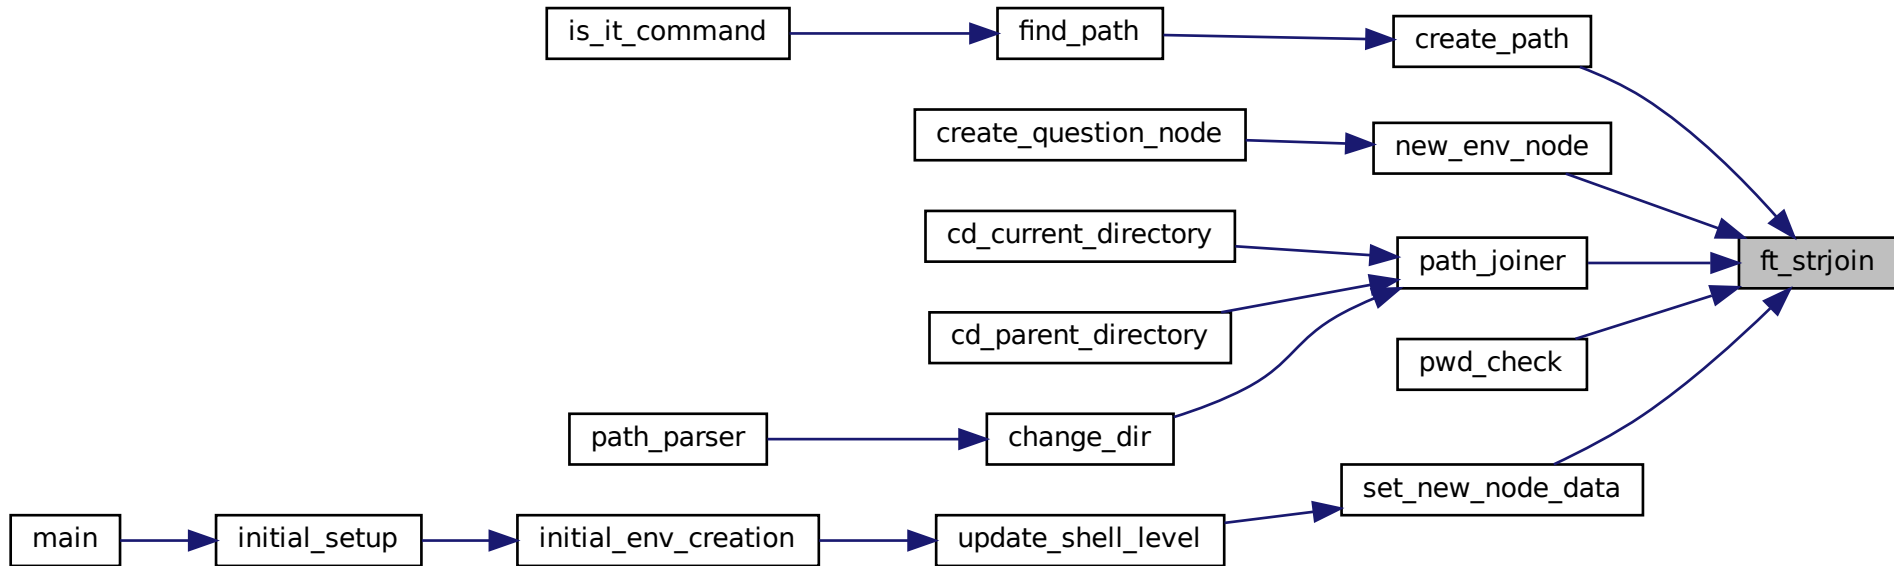 is_it_command
find_path
create_path
create_question_node
new_env_node
cd_current_directory
path_joiner
ft_strjoin
cd_parent_directory
pwd_check
path_parser
change_dir
set_new_node_data
main
initial_setup
initial_env_creation
update_shell_level